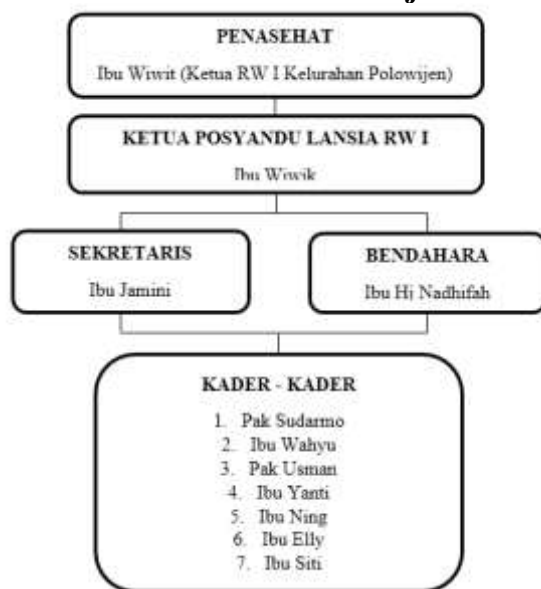 PENASEHAT
Ibu Wiwit (Ketua RW I Kelurahan Polowijen)
KETUA POSYANDU LANSIA RW I
Ibu Wiwik
SEKRETARIS
Ibu Jamini
BENDAHARA
Ibu Hj Nadhifah
KADER - KADER
1. Pak Sudarmo
2. Ibu Wahyu
3. Pak Usman
4. Ibu Yanti
5. Ibu Ning
6. Ibu Elly
7. Ibu Siti